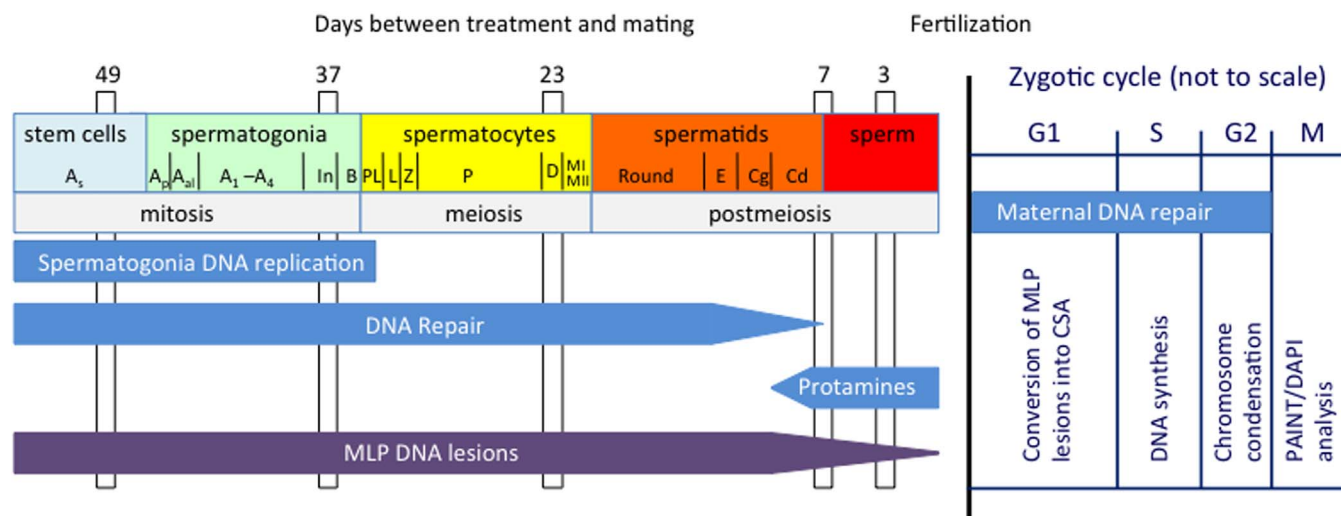 Days between treatment and mating
Fertilization
49 37 23 7 3
Zygotic cycle (not to scale)
stem cells spermatogonia spermatocytes spermatids sperm
G1 S G2 M
As Ap Aal A1 –A4 In B PL L Z P D MI MII Round E Cg Cd
mitosis meiosis postmeiosis
Maternal DNA repair
Spermatogonia DNA replication
DNA Repair
Protamines
MLP DNA lesions
Conversion of MLP
lesions into CSA
DNA synthesis
Chromosome
condensation
PAINT/DAPI
analysis